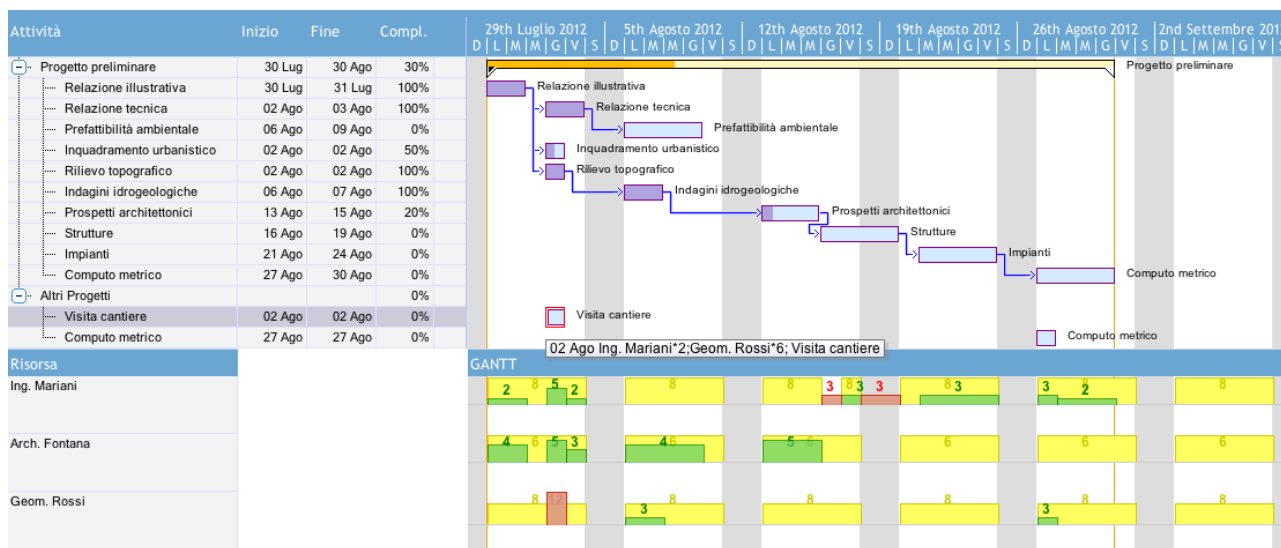 Attività Inizio Fine Compl. 29th Luglio 2012 5th Agosto 2012 12th Agosto 2012 19th Agosto 2012 26th Agosto 2012 2nd Settembre 201
D L M M G V S D L M M G V S D L M M G V S D L M M G V S D L M M G V S D L M M G V S
Progetto preliminare 30 Lug 30 Ago 30% Progetto preliminare
Relazione illustrativa 30 Lug 31 Lug 100% Relazione illustrativa
Relazione tecnica 02 Ago 03 Ago 100% Relazione tecnica
Prefattibilità ambientale 06 Ago 09 Ago 0% Prefattibilità ambientale
Inquadramento urbanistico 02 Ago 02 Ago 50% Inquadramento urbanistico
Rilievo topografico 02 Ago 02 Ago 100% Rilievo topografico
Indagini idrogeologiche 06 Ago 07 Ago 100% Indagini idrogeologiche
Prospetti architettonici 13 Ago 15 Ago 20% Prospetti architettonici
Strutture 16 Ago 19 Ago 0% Strutture
Impianti 21 Ago 24 Ago 0% Impianti
Computo metrico 27 Ago 30 Ago 0% Computo metrico
Altri Progetti 0%
Visita cantiere 02 Ago 02 Ago 0% Visita cantiere
Computo metrico 27 Ago 27 Ago 0% Computo metrico
02 Ago Ing. Mariani*2;Geom. Rossi*6; Visita cantiere
Risorsa GANTT
Ing. Mariani 2 8 5 2 8 8 3 8 3 3 8 3 3 8 2 8
Arch. Fontana 4 6 5 3 4 6 5 6 6 6 6
Geom. Rossi 8 12 3 8 8 8 3 8 8